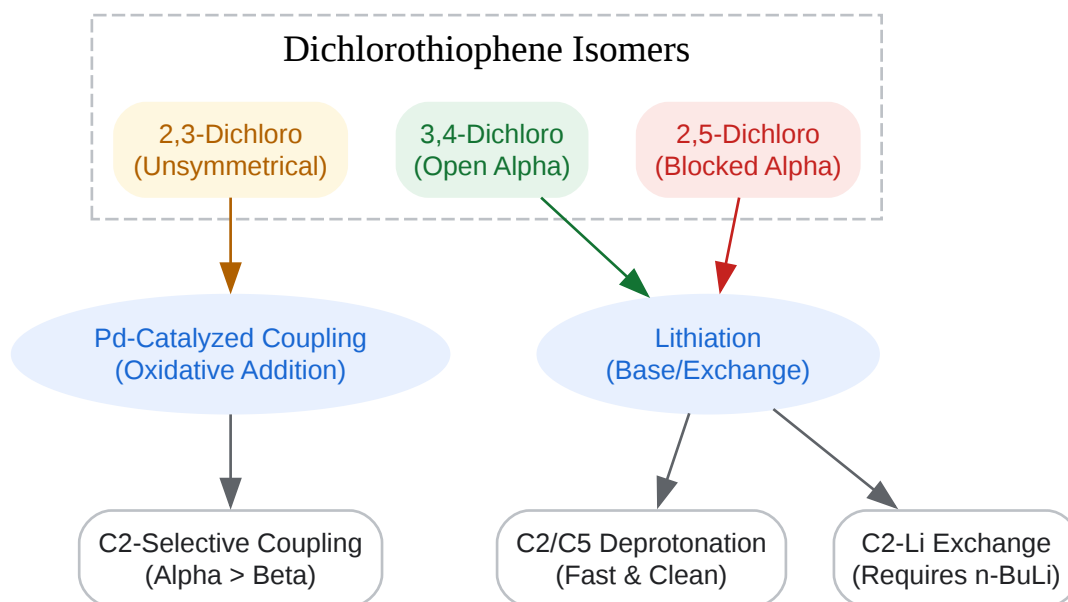 Dichlorothiophene Isomers
2,3-Dichloro
(Unsymmetrical)
3,4-Dichloro
(Open Alpha)
2,5-Dichloro
(Blocked Alpha)
Pd-Catalyzed Coupling
(Oxidative Addition)
Lithiation
(Base/Exchange)
C2-Selective Coupling
(Alpha > Beta)
C2/C5 Deprotonation
(Fast & Clean)
C2-Li Exchange
(Requires n-BuLi)